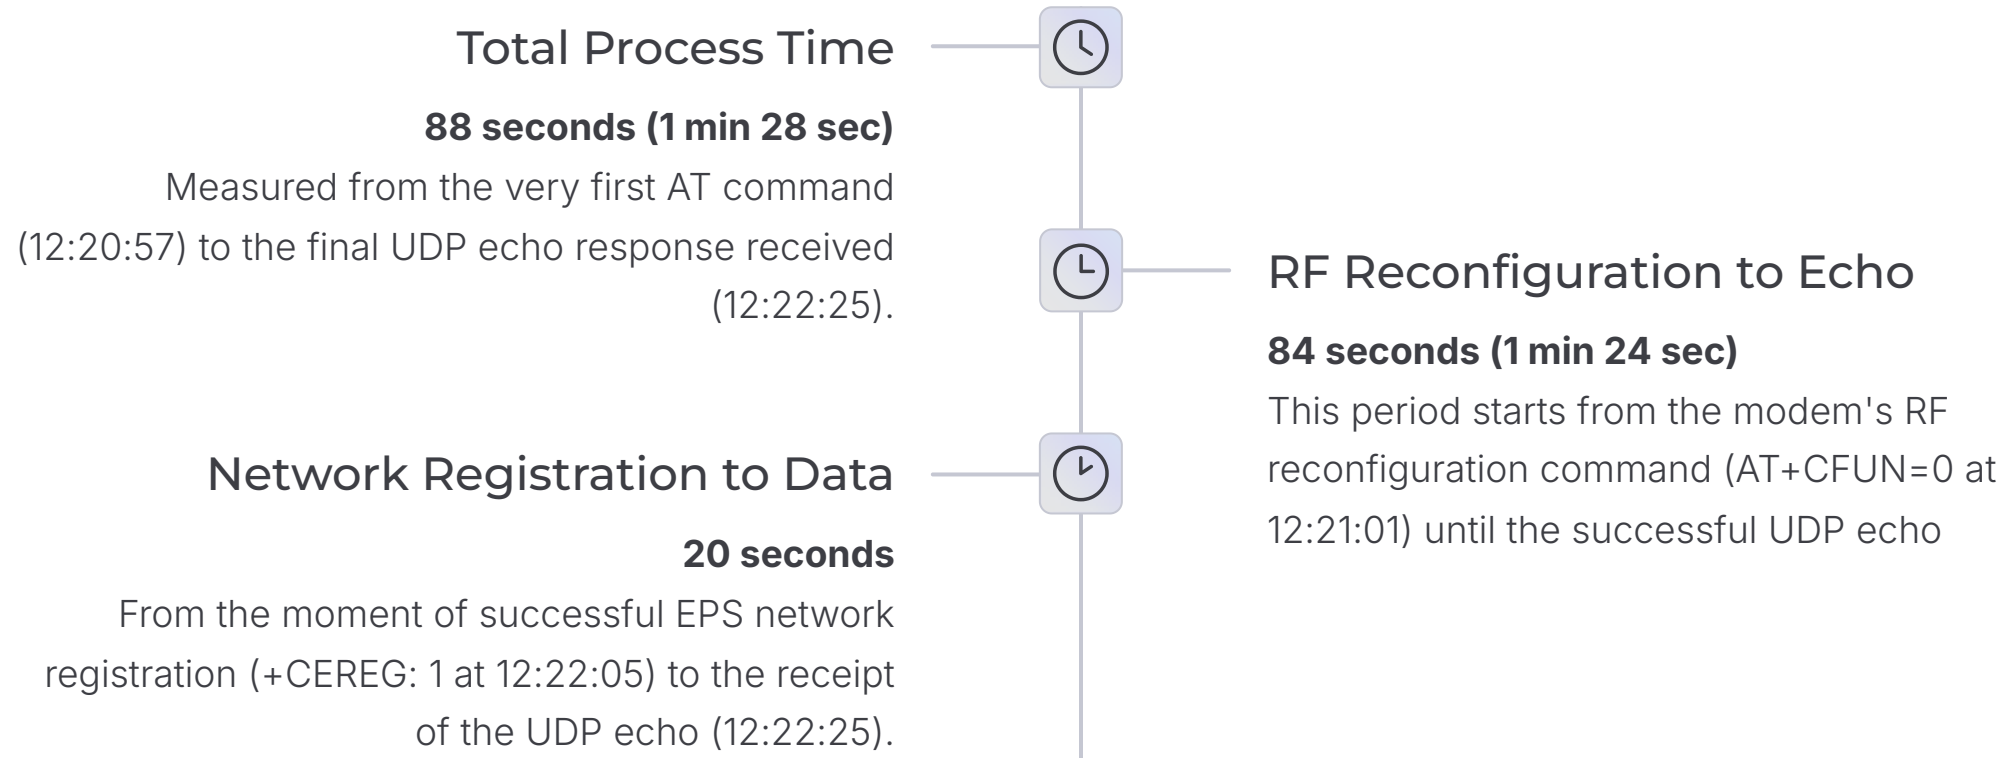 Total Process Time
88 seconds (1 min 28 sec)
Measured from the very first AT command
(12:20:57) to the final UDP echo response received
(12:22:25).
RF Reconfiguration to Echo
84 seconds (1 min 24 sec)
This period starts from the modem's RF
reconfiguration command (AT+CFUN=0 at
12:21:01) until the successful UDP echo
Network Registration to Data
20 seconds
From the moment of successful EPS network
registration (+CEREG: 1 at 12:22:05) to the receipt
of the UDP echo (12:22:25).